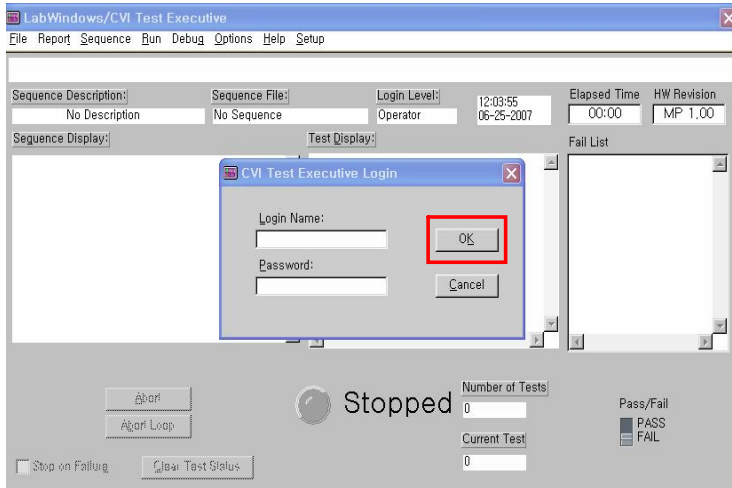 LabWindows/CVI Test Executive
File Report Sequence Run Debug Options Help Setup
Sequence Description: Sequence File: Login Level: 12:03:55 Elapsed Time HW Revision
No Description No Sequence Operator 06-25-2007 00:00 MP 1,00
Sequence Display: Test Display: Fail List
CVI Test Executive Login
Login Name:
OK
Password:
Cancel
Abort
Abort Loop
Stopped
Number of Tests
0
Current Test
0
Pass/Fail
PASS
FAIL
Stop on Failure Clear Test Status